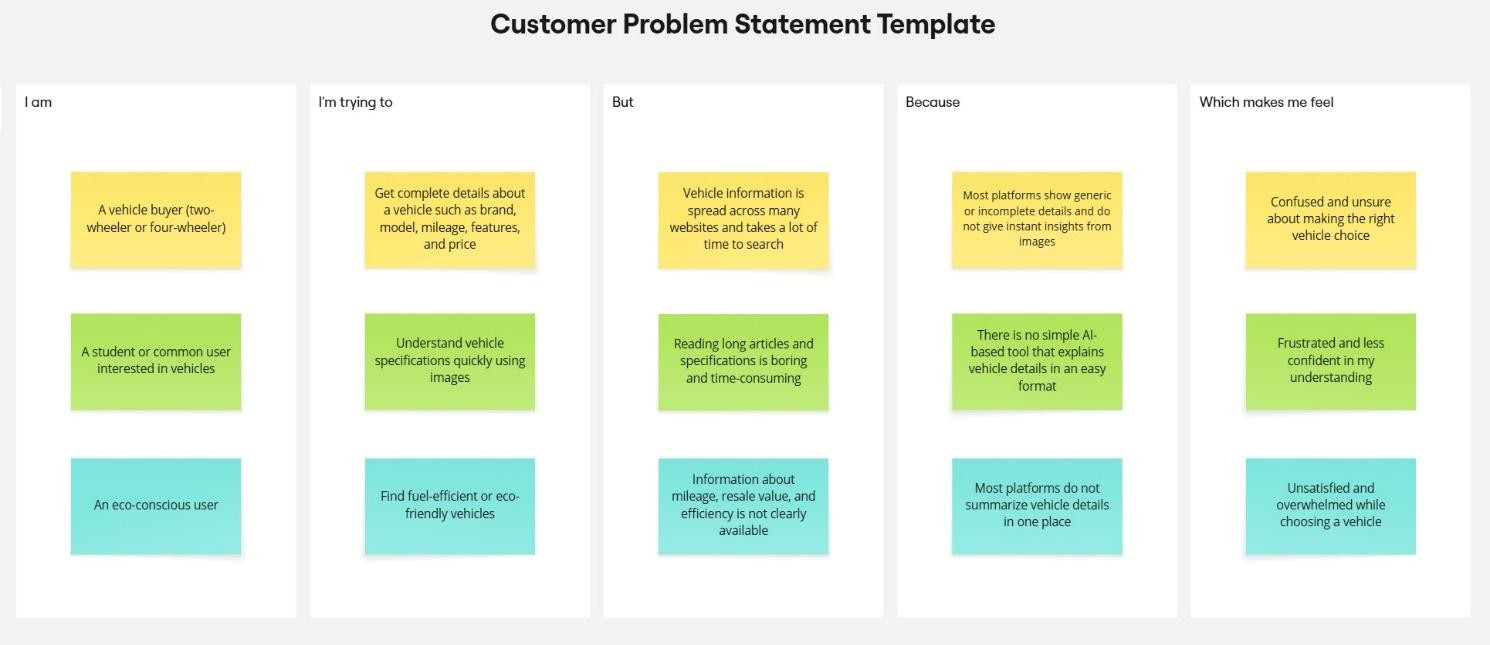 Customer Problem Statement Template
I am
I'm trying to
But
Because
Which makes me feel
A vehicle buyer (two-
wheeler or four-wheeler)
Get complete details about
a vehicle such as brand,
model, mileage, features,
and price
Vehicle information is
spread across many
websites and takes a lot of
time to search
Most platforms show generic
or incomplete details and do
not give instant insights from
images
Confused and unsure
about making the right
vehicle choice
A student or common user
interested in vehicles
Understand vehicle
specifications quickly using
images
Reading long articles and
specifications is boring
and time-consuming
There is no simple AI-
based tool that explains
vehicle details in an easy
format
Frustrated and less
confident in my
understanding
An eco-conscious user
Find fuel-efficient or eco-
friendly vehicles
Information about
mileage, resale value, and
efficiency is not clearly
available
Most platforms do not
summarize vehicle details
in one place
Unsatisfied and
overwhelmed while
choosing a vehicle